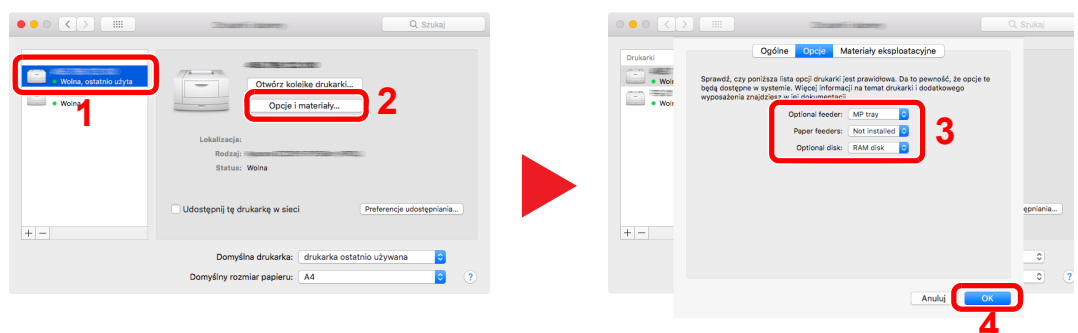 Szukaj
Wolna, ostatnio użyta
Wolna
1
Otwórz kolejkę drukarki...
Opcje i materiały...
2
Lokalizacja:
Rodzaj:
Status: Wolna
Udostępnij tę drukarkę w sieci
Preferencje udostępniania...
+ −
Domyślna drukarka: drukarka ostatnio używana
Domyślny rozmiar papieru: A4
?
Szukaj
Drukarki
Ogólne Opcje Materiały eksploatacyjne
Sprawdź, czy poniższa lista opcji drukarki jest prawidłowa. Da to pewność, że opcje te
będą dostępne w systemie. Więcej informacji na temat drukarki i dodatkowego
wyposażenia znajdziesz w jej dokumentacji.
Optional feeder: MP tray
Paper feeders: Not installed
Optional disk: RAM disk
3
ępniania...
+ −
?
Anuluj OK
4